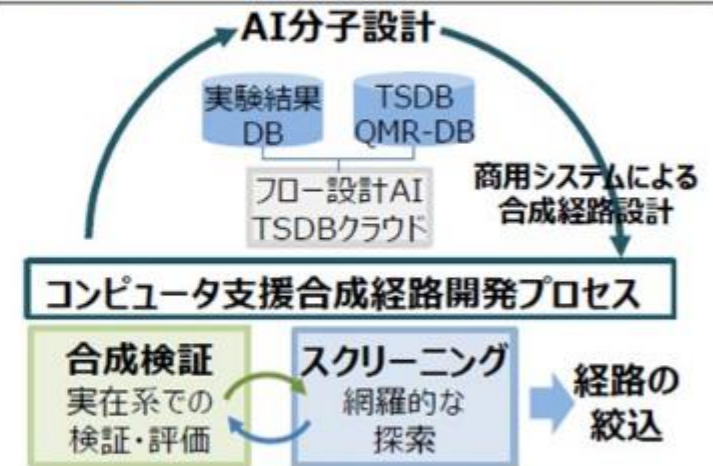 AI分子設計
実験結果
DB
TSDB
QMR-DB
フロー設計AI
TSDBクラウド
商用システムによる
合成経路設計
コンピュータ支援合成経路開発プロセス
合成検証
実在系での
検証・評価
スクリーニング
網羅的な
探索
経路の
絞込